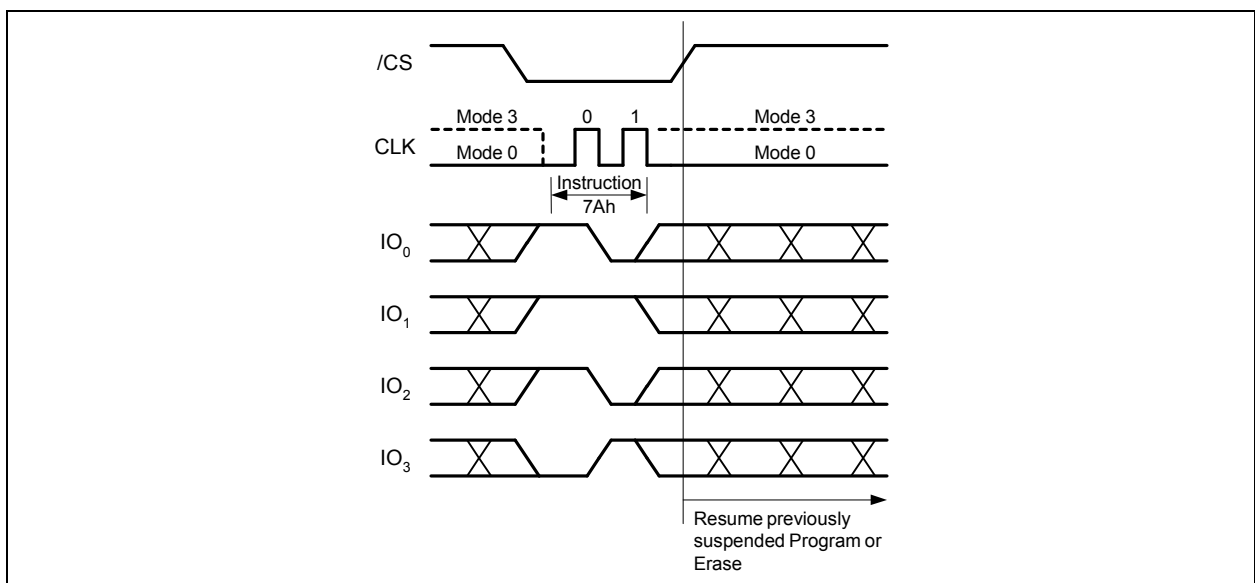 /CS
Mode 3 0 1 Mode 3
CLK
Mode 0 Mode 0
Instruction
7Ah
IO0
IO1
IO2
IO3
Resume previously
suspended Program or
Erase